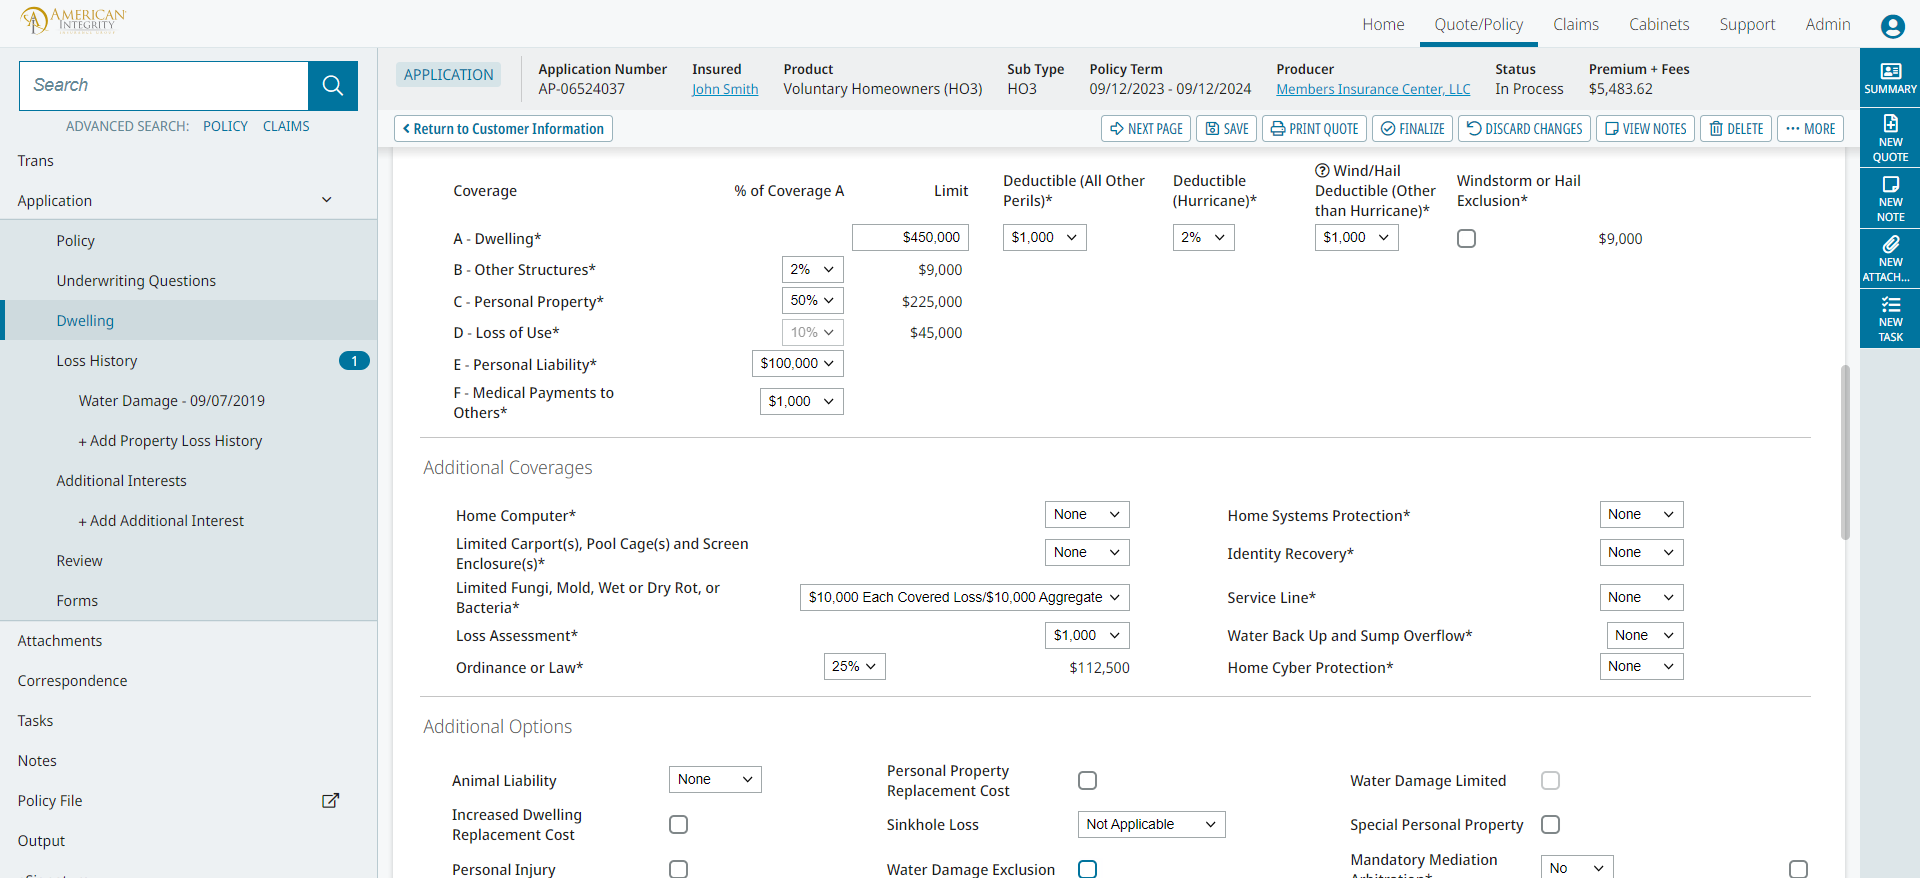 AMERICAN
INTEGRITY
Home
Quote/Policy
Claims
Cabinets
Support
Admin
Search
ADVANCED SEARCH: POLICY CLAIMS
Trans
Application
Policy
Underwriting Questions
Dwelling
Loss History 1
Water Damage - 09/07/2019
+ Add Property Loss History
Additional Interests
+ Add Additional Interest
Review
Forms
Attachments
Correspondence
Tasks
Notes
Policy File
Output
APPLICATION
Application Number
AP-06524037
Insured
John Smith
Product
Voluntary Homeowners (HO3)
Sub Type
HO3
Policy Term
09/12/2023 - 09/12/2024
Producer
Members Insurance Center, LLC
Status
In Process
Premium + Fees
$5,483.62
Return to Customer Information
NEXT PAGE
SAVE
PRINT QUOTE
FINALIZE
DISCARD CHANGES
VIEW NOTES
DELETE
MORE
SUMMARY
NEW
QUOTE
NEW
NOTE
NEW
ATTACH...
NEW
TASK
Coverage
% of Coverage A
Limit
Deductible (All Other
Perils)*
Deductible
(Hurricane)*
Wind/Hail
Deductible (Other
than Hurricane)*
Windstorm or Hail
Exclusion*
A - Dwelling* $450,000 $1,000 2% $1,000 $9,000
B - Other Structures* 2% $9,000
C - Personal Property* 50% $225,000
D - Loss of Use* 10% $45,000
E - Personal Liability* $100,000
F - Medical Payments to
Others*
$1,000
Additional Coverages
Home Computer* None
Home Systems Protection* None
Limited Carport(s), Pool Cage(s) and Screen
Enclosure(s)*
None
Identity Recovery* None
Limited Fungi, Mold, Wet or Dry Rot, or
Bacteria*
$10,000 Each Covered Loss/$10,000 Aggregate
Service Line* None
Loss Assessment* $1,000
Water Back Up and Sump Overflow* None
Ordinance or Law* 25% $112,500
Home Cyber Protection* None
Additional Options
Animal Liability None
Personal Property
Replacement Cost
Water Damage Limited
Increased Dwelling
Replacement Cost
Sinkhole Loss Not Applicable
Special Personal Property
Personal Injury
Water Damage Exclusion
Mandatory Mediation
No